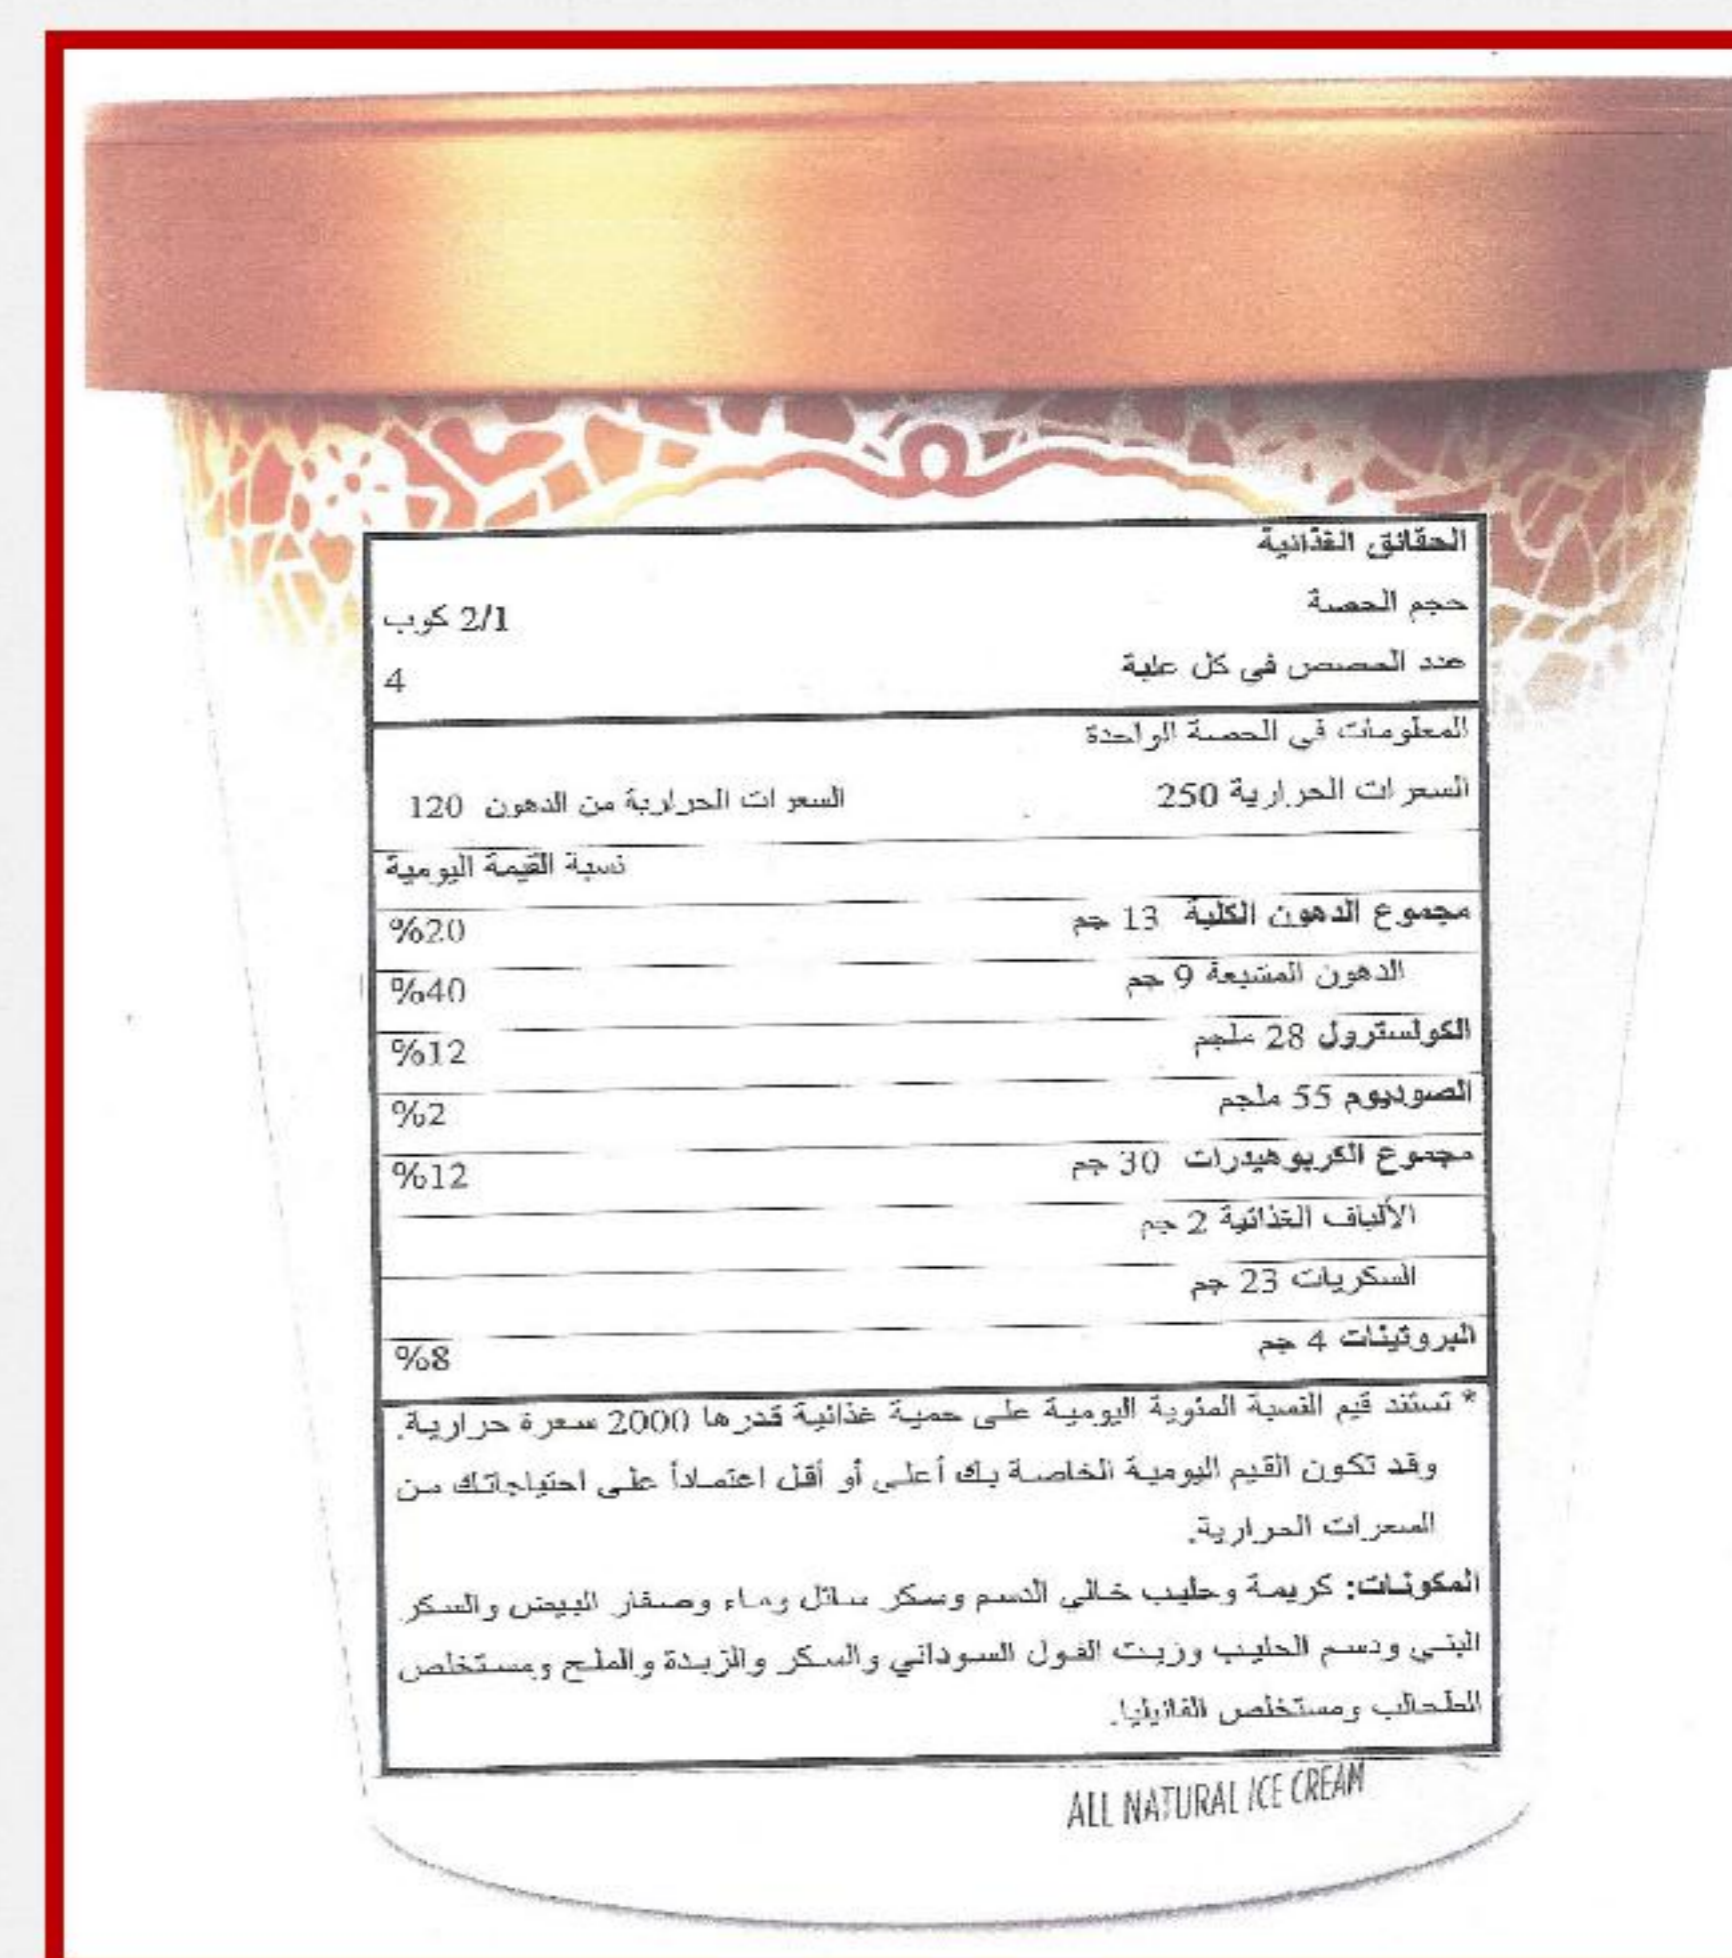 الحقائق الغذائية
حجم الحصة 2/1 كوب
عدد الحصص في كل علبة 4
المعلومات في الحصة الواحدة
السعرات الحرارية 250 السعرات الحرارية من الدهون 120
نسبة القيمة اليومية
مجموع الدهون الكلية 13 جم %20
الدهون المشبعة 9 جم %40
الكولسترول 28 ملجم %12
الصوديوم 55 ملجم %2
مجموع الكربوهيدرات 30 جم %12
الألياف الغذائية 2 جم
السكريات 23 جم
البروتينات 4 جم %8
* تستند قيم النسبة المئوية اليومية على حمية غذائية قدرها 2000 سعرة حرارية.
وقد تكون القيم اليومية الخاصة بك أعلى أو أقل اعتماداً على احتياجاتك من
السعرات الحرارية.
المكونات: كريمة وحليب خالي الدسم وسكر سائل وماء وصفار البيض والسكر
البني ودسم الحليب وزيت الفول السوداني والسكر والزبدة والملح ومستخلص
الطحالب ومستخلص الفانيليا.
ALL NATURAL ICE CREAM